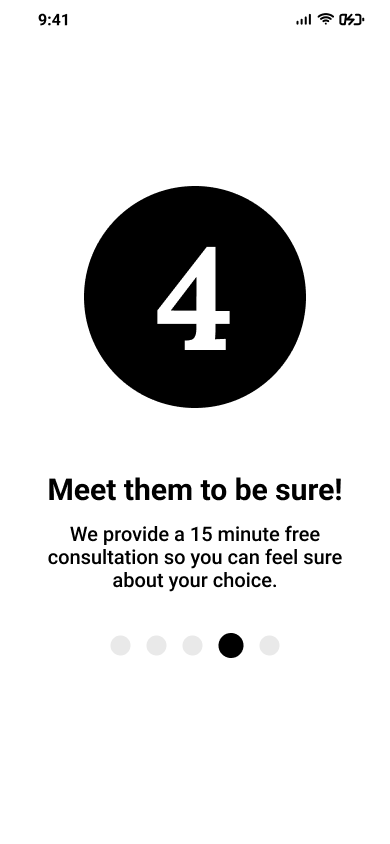 9:41
4
Meet them to be sure!
We provide a 15 minute free
consultation so you can feel sure
about your choice.